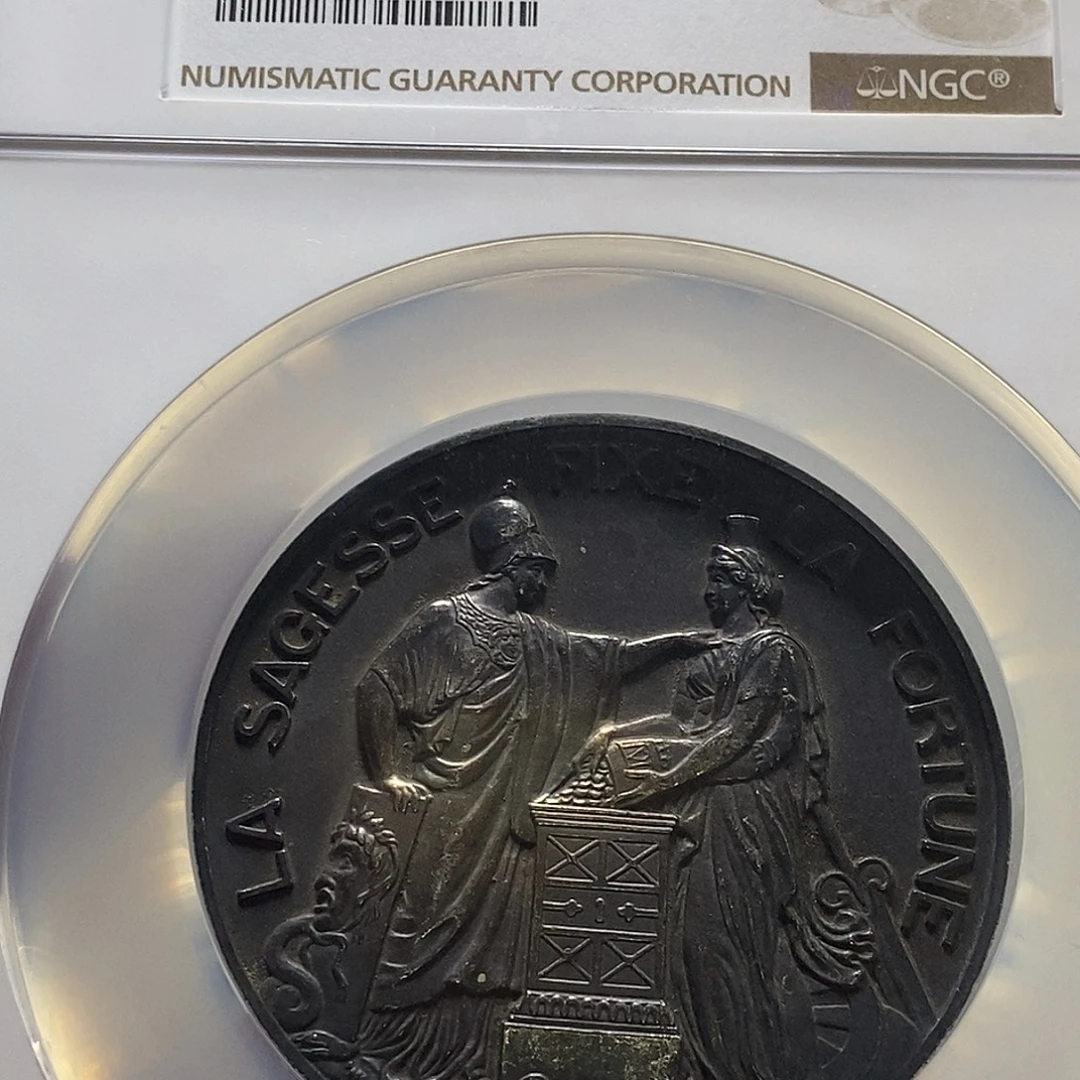 NUMISMATIC GUARANTY CORPORATION NGC®
LA SAGESSE FIXE LA FORTUNE